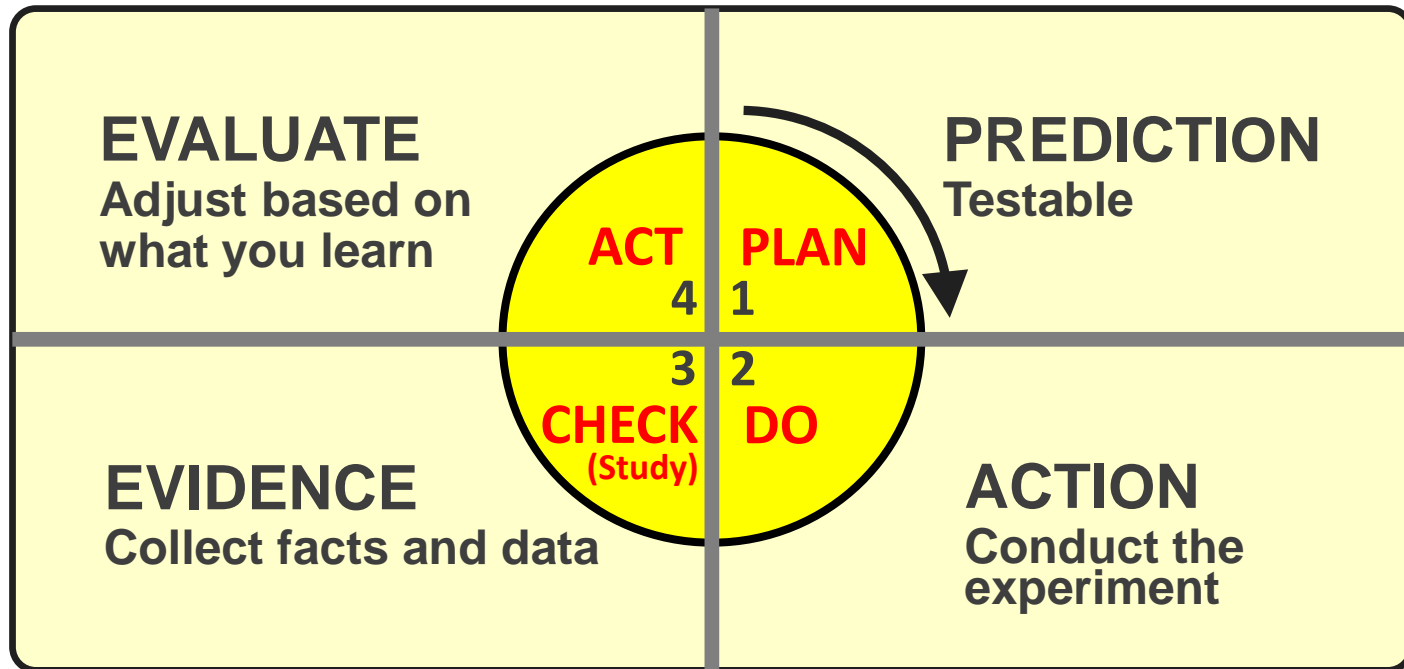 EVALUATE
Adjust based on
what you learn
PREDICTION
Testable
ACT
4
PLAN
1
3
CHECK
(Study)
2
DO
EVIDENCE
Collect facts and data
ACTION
Conduct the
experiment